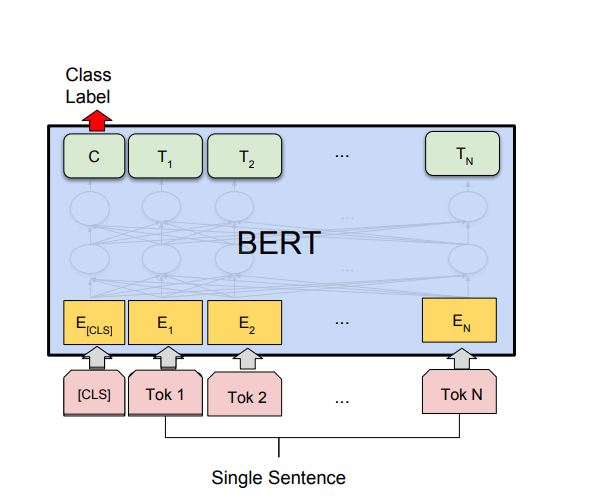 Class
Label
C T1 T2 ... TN
...
BERT
...
E[CLS] E1 E2 ... EN
[CLS] Tok 1 Tok 2 ... Tok N
Single Sentence